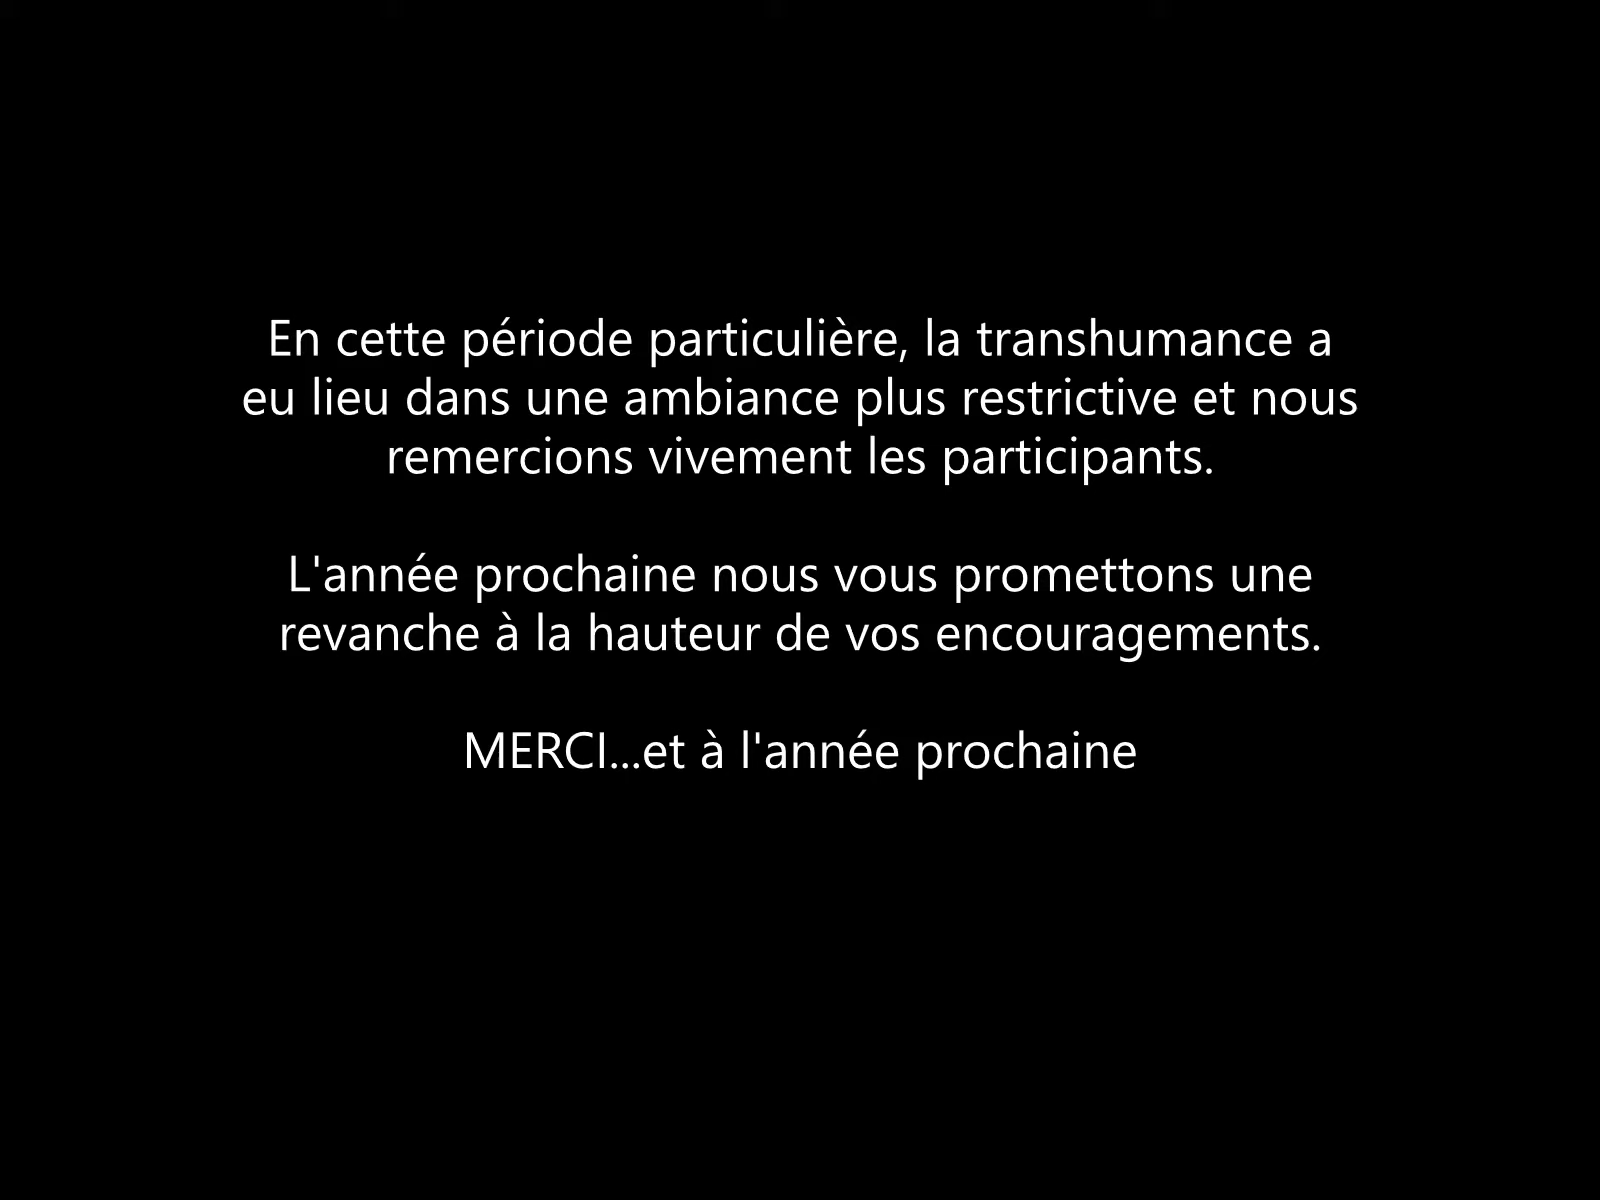 En cette période particulière, la transhumance a
eu lieu dans une ambiance plus restrictive et nous
remercions vivement les participants.
L'année prochaine nous vous promettons une
revanche à la hauteur de vos encouragements.
MERCI...et à l'année prochaine